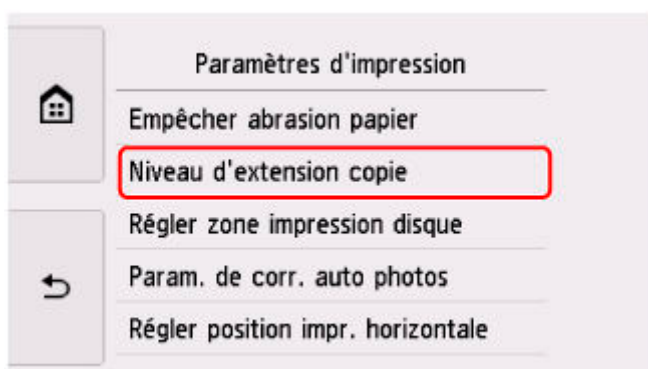 Paramètres d'impression
Empêcher abrasion papier
Niveau d'extension copie
Régler zone impression disque
Param. de corr. auto photos
Régler position impr. horizontale